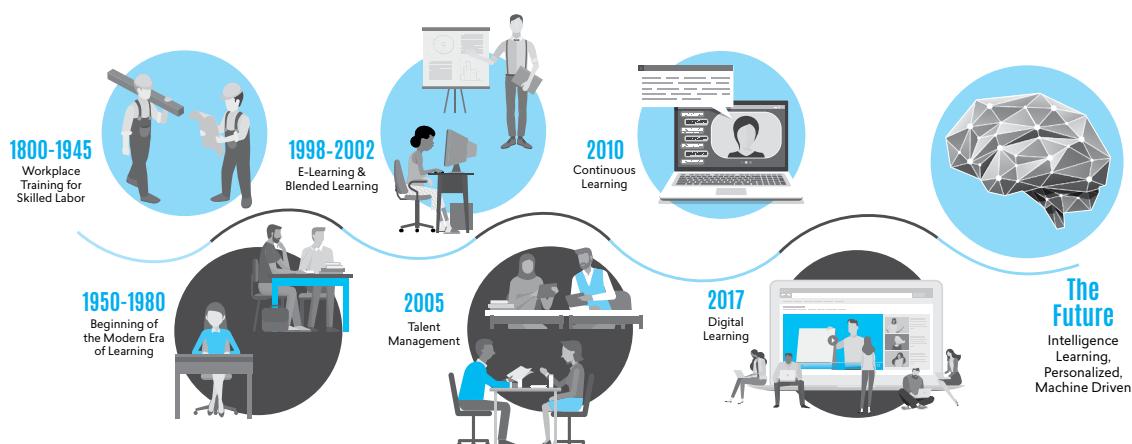 1800-1945
Workplace
Training for
Skilled Labor
1950-1980
Beginning of
the Modern Era
of Learning
1998-2002
E-Learning &
Blended Learning
2005
Talent
Management
2010
Continuous
Learning
2017
Digital
Learning
The
Future
Intelligence
Learning,
Personalized,
Machine Driven